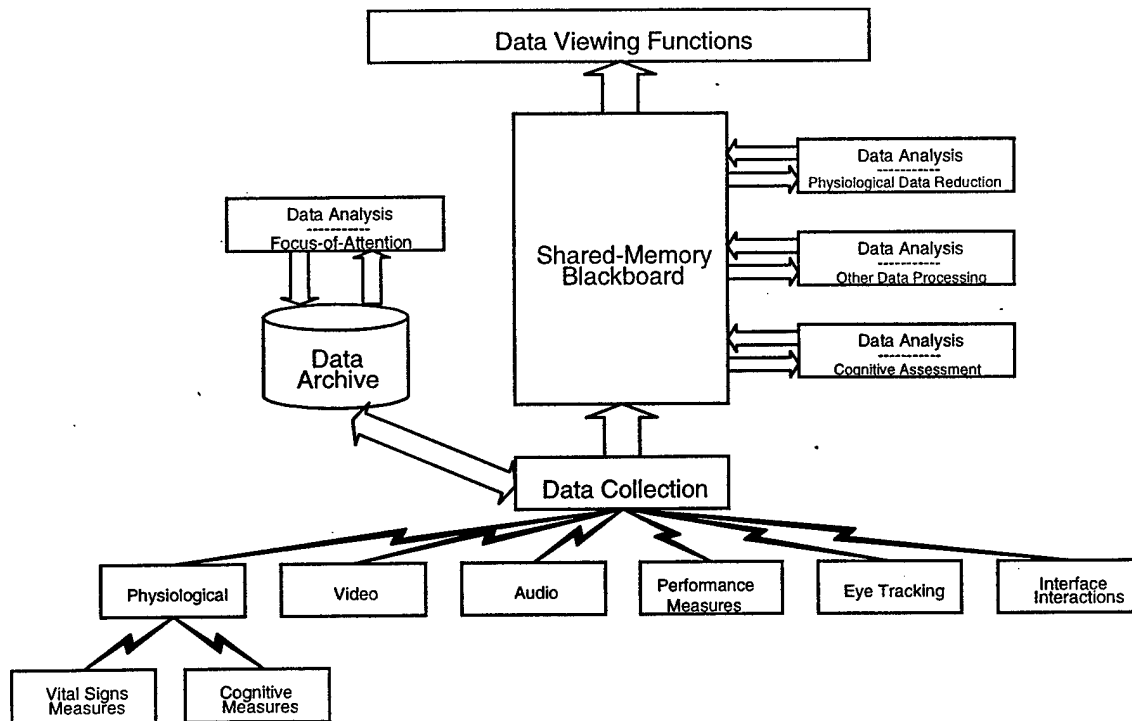 Data Viewing Functions
Data Analysis
-----------
Physiological Data Reduction
Data Analysis
-----------
Focus-of-Attention
Shared-Memory
Blackboard
Data Analysis
-----------
Other Data Processing
Data Analysis
-----------
Cognitive Assessment
Data
Archive
Data Collection
Physiological
Video
Audio
Performance
Measures
Eye Tracking
Interface
Interactions
Vital Signs
Measures
Cognitive
Measures